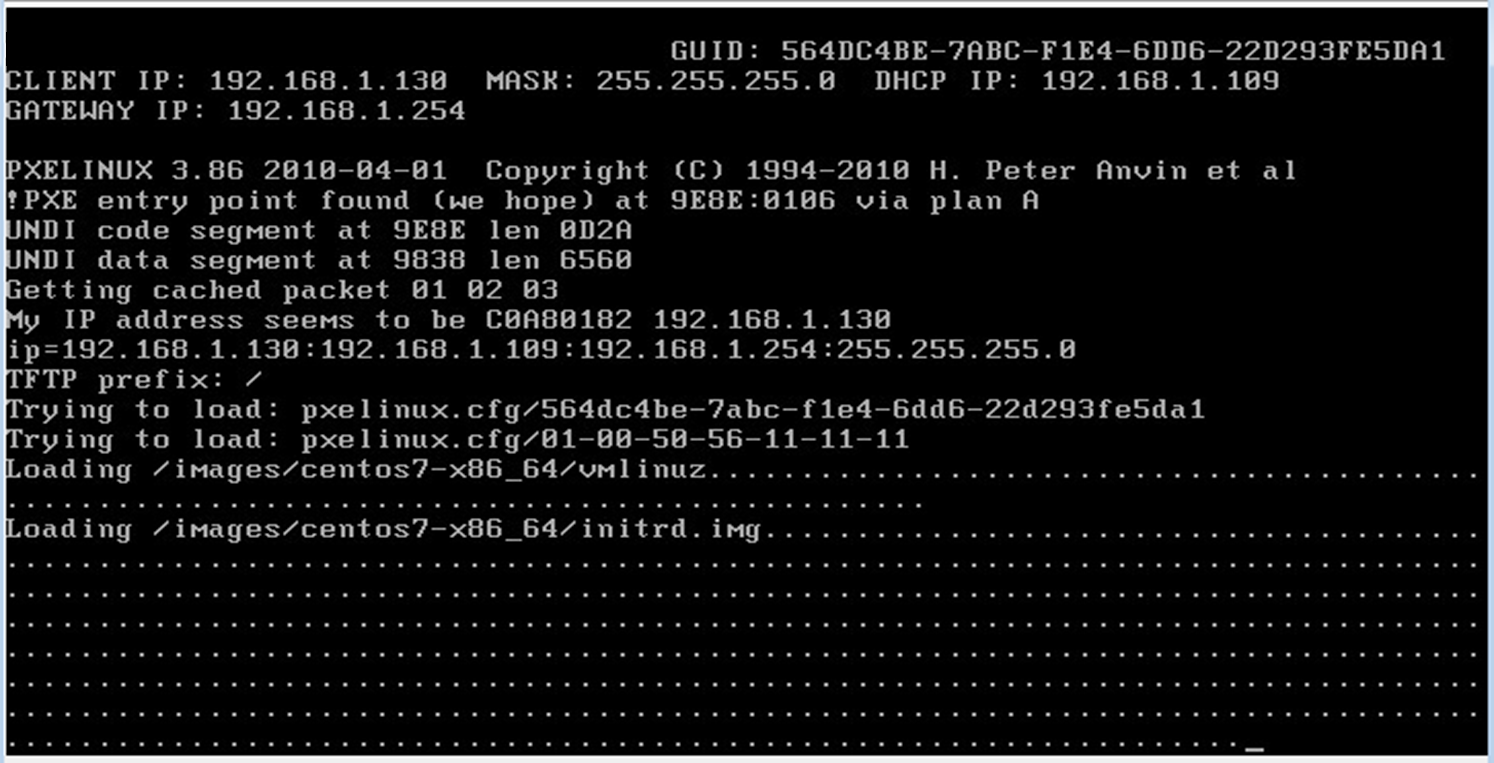 GUID: 564DC4BE-7ABC-F1E4-6DD6-22D293FE5DA1
CLIENT IP: 192.168.1.130  MASK: 255.255.255.0  DHCP IP: 192.168.1.109
GATEWAY IP: 192.168.1.254
PXELINUX 3.86 2010-04-01  Copyright (C) 1994-2010 H. Peter Anvin et al
!PXE entry point found (we hope) at 9E8E:0106 via plan A
UNDI code segment at 9E8E len 0D2A
UNDI data segment at 9838 len 6560
Getting cached packet 01 02 03
My IP address seems to be C0A80182 192.168.1.130
ip=192.168.1.130:192.168.1.109:192.168.1.254:255.255.255.0
TFTP prefix: /
Trying to load: pxelinux.cfg/564dc4be-7abc-f1e4-6dd6-22d293fe5da1
Trying to load: pxelinux.cfg/01-00-50-56-11-11-11
Loading /images/centos7-x86_64/vmlinuz..........................................
..................................................
Loading /images/centos7-x86_64/initrd.img.......................................
................................................................................
................................................................................
................................................................................
................................................................................
................................................................................
................................................................................
..................................................................._